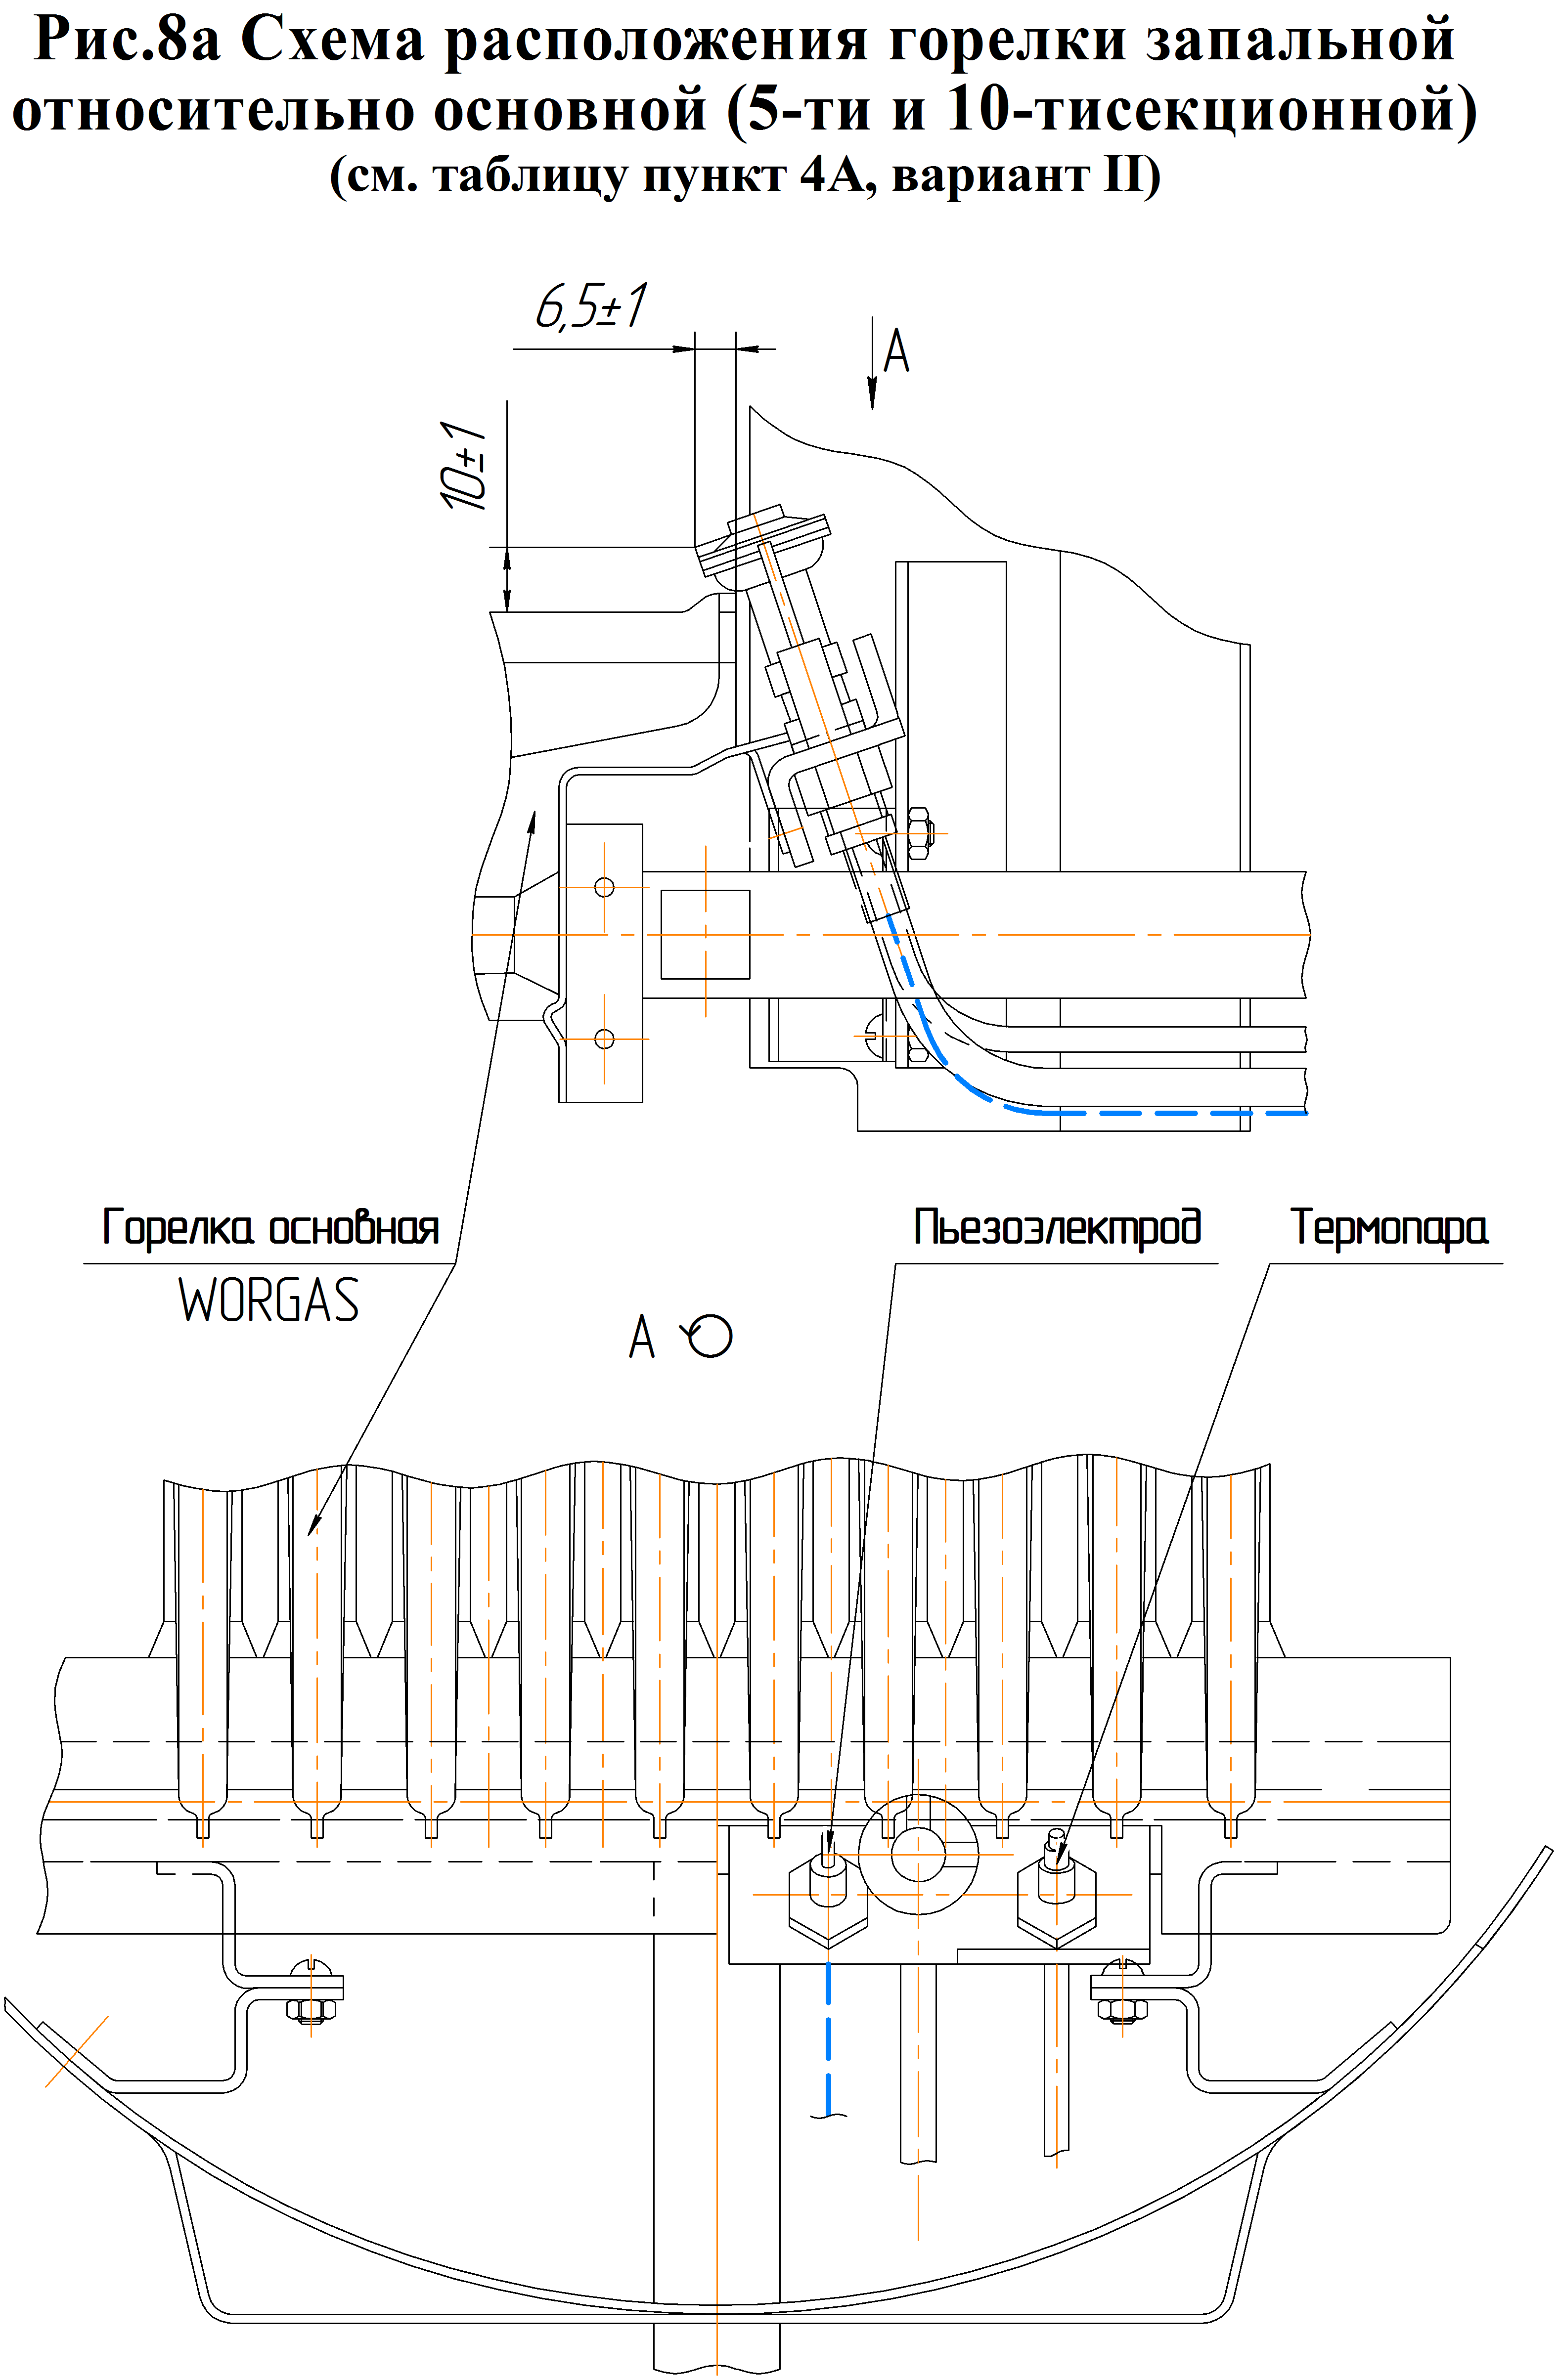 Рис.8а Схема расположения горелки запальной
относительно основной (5-ти и 10-тисекционной)
(см. таблицу пункт 4А, вариант II)
6,5±1
А
10±1
Горелка основная
WORGAS
Пьезоэлектрод
Термопара
А